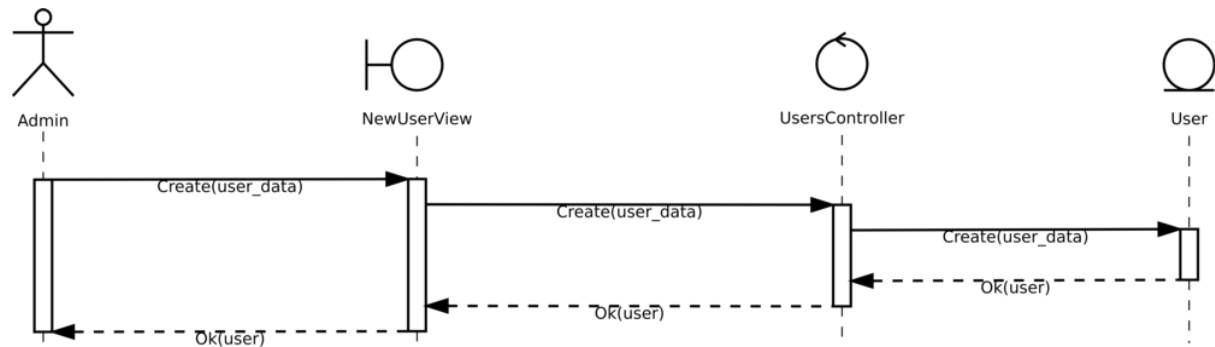 Admin
NewUserView
UsersController
User
Create(user_data)
Create(user_data)
Create(user_data)
Ok(user)
Ok(user)
Ok(user)